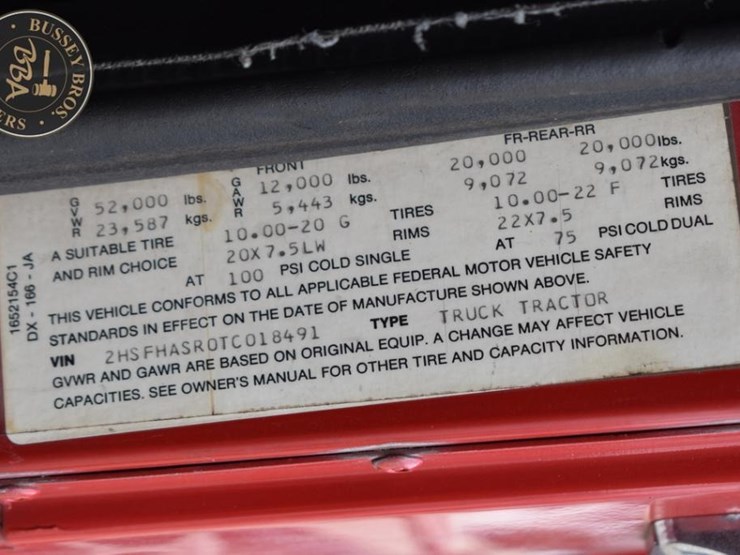 BUSSEY BROS.
BBA
ERS
FRONT FR-REAR-RR
GVWR 52,000 lbs. GAWR 12,000 lbs. 20,000 20,000 lbs.
23,587 kgs. 5,443 kgs. 9,072 9,072 kgs.
A SUITABLE TIRE 10.00-20 G TIRES 10.00-22 F TIRES
AND RIM CHOICE 20X7.5LW RIMS 22X7.5 RIMS
AT 100 PSI COLD SINGLE AT 75 PSI COLD DUAL
THIS VEHICLE CONFORMS TO ALL APPLICABLE FEDERAL MOTOR VEHICLE SAFETY
STANDARDS IN EFFECT ON THE DATE OF MANUFACTURE SHOWN ABOVE.
VIN 2HSFHASR0TC018491 TYPE TRUCK TRACTOR
GVWR AND GAWR ARE BASED ON ORIGINAL EQUIP. A CHANGE MAY AFFECT VEHICLE
CAPACITIES. SEE OWNER'S MANUAL FOR OTHER TIRE AND CAPACITY INFORMATION.
1652154C1
DX - 166 - JA